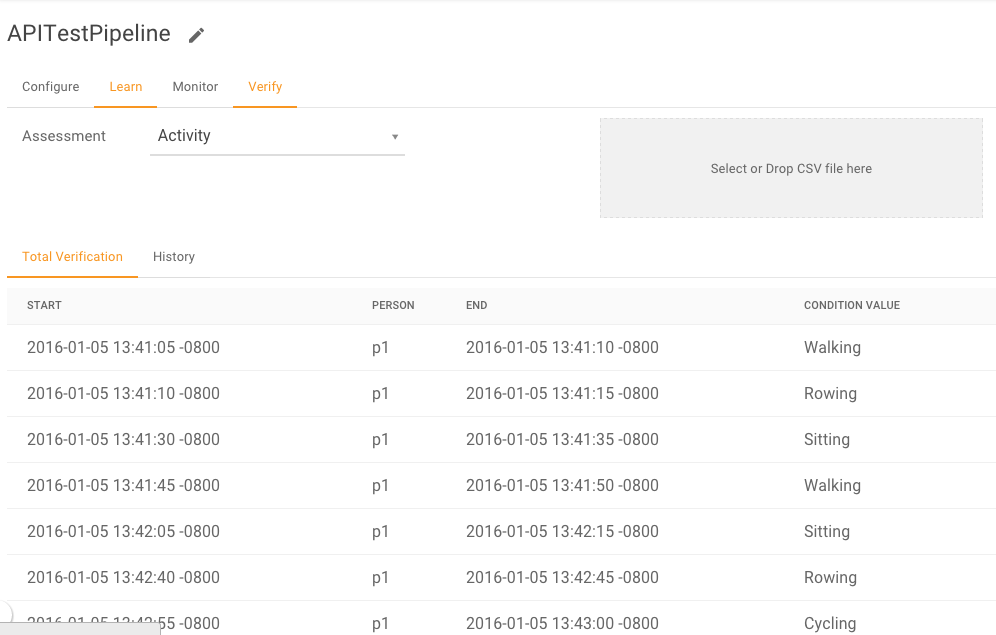 APITestPipeline
Configure Learn Monitor Verify
Assessment Activity
Select or Drop CSV file here
Total Verification History
START PERSON END CONDITION VALUE
2016-01-05 13:41:05 -0800 p1 2016-01-05 13:41:10 -0800 Walking
2016-01-05 13:41:10 -0800 p1 2016-01-05 13:41:15 -0800 Rowing
2016-01-05 13:41:30 -0800 p1 2016-01-05 13:41:35 -0800 Sitting
2016-01-05 13:41:45 -0800 p1 2016-01-05 13:41:50 -0800 Walking
2016-01-05 13:42:05 -0800 p1 2016-01-05 13:42:15 -0800 Sitting
2016-01-05 13:42:40 -0800 p1 2016-01-05 13:42:45 -0800 Rowing
2016-01-05 13:42:55 -0800 p1 2016-01-05 13:43:00 -0800 Cycling